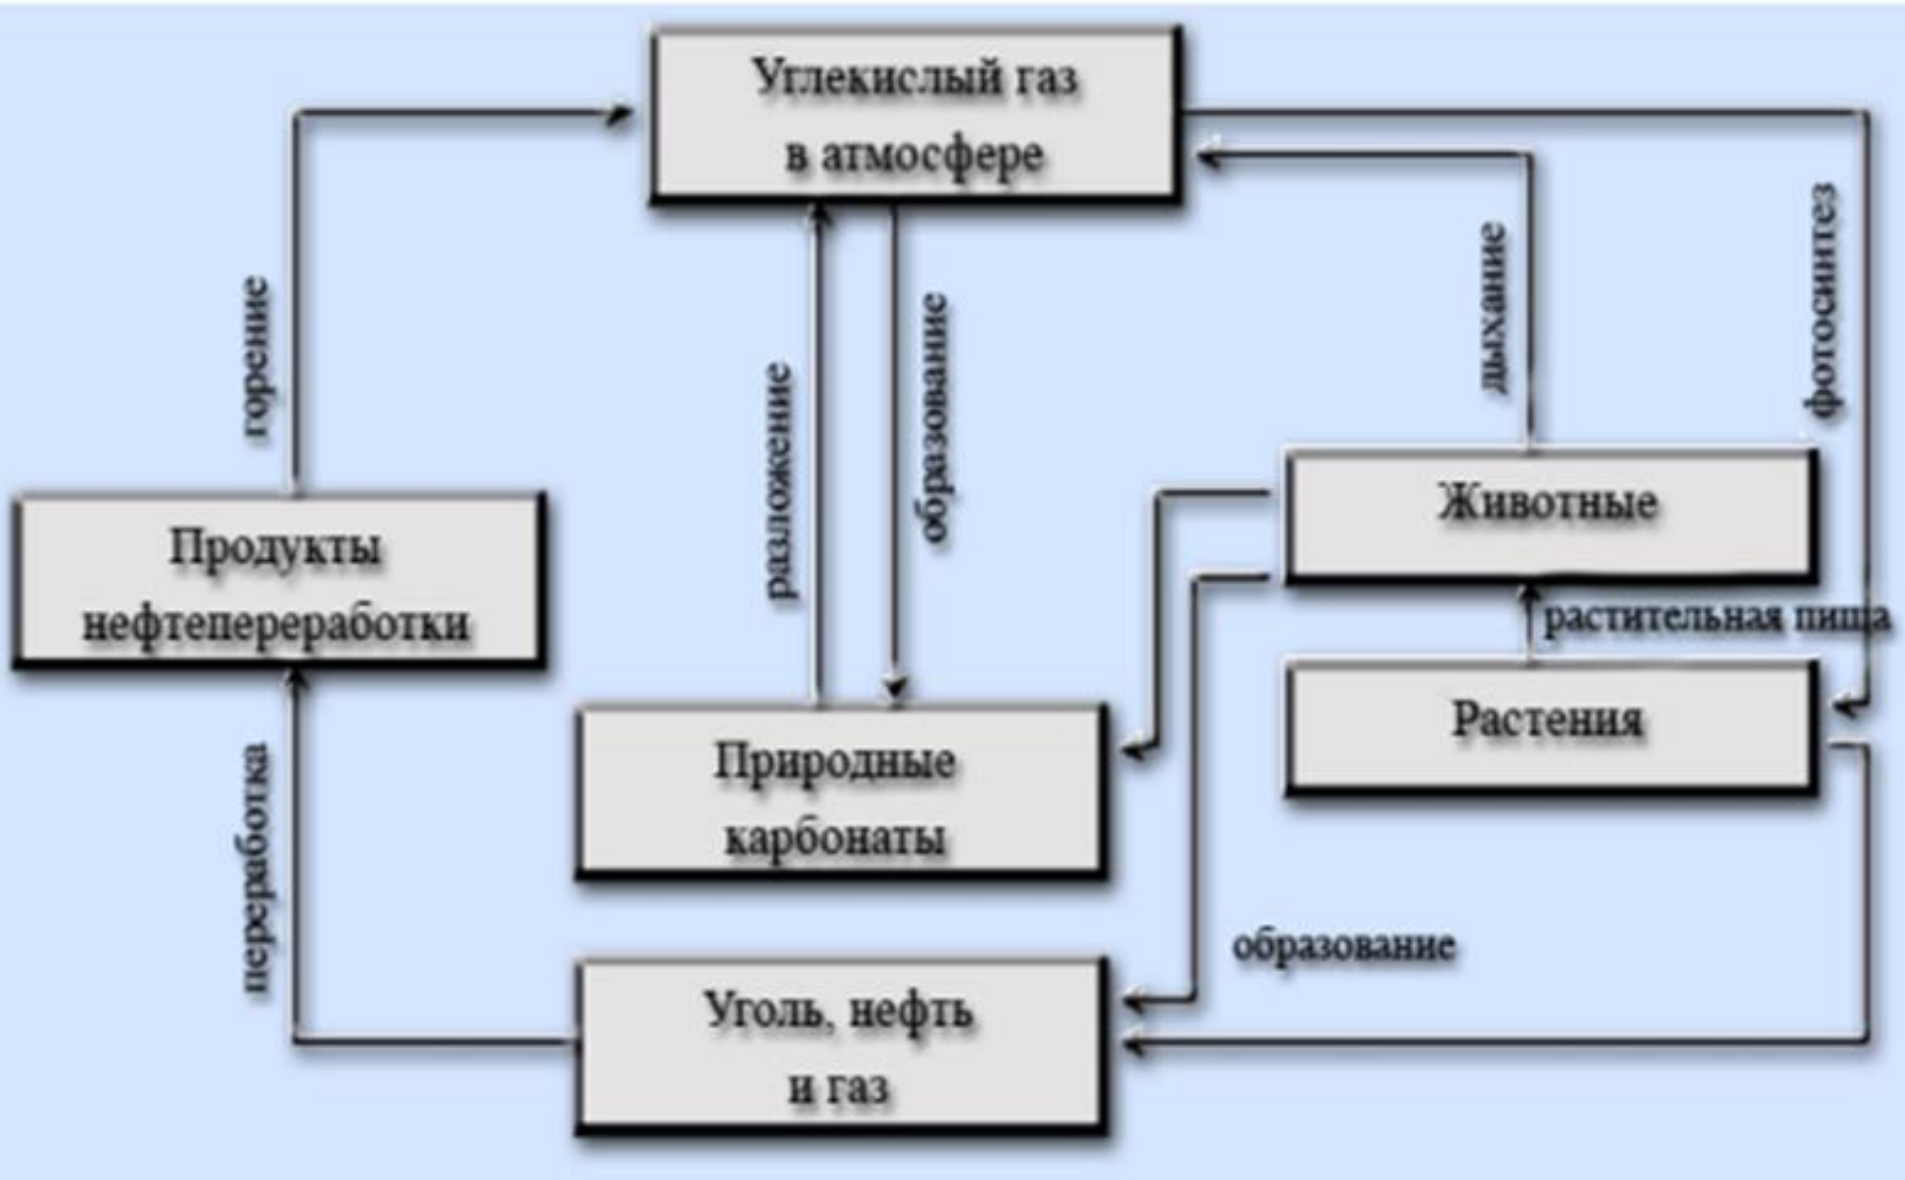 Углекислый газ
в атмосфере
горение
разложение
образование
дыхание
фотосинтез
Животные
растительная пища
Продукты
нефтепереработки
Растения
Природные
карбонаты
переработка
образование
Уголь, нефть
и газ